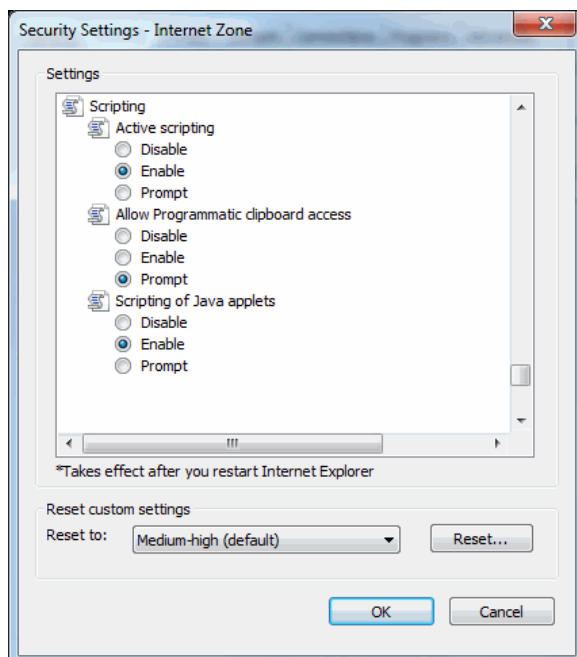 Security Settings - Internet Zone
Settings
Scripting
Active scripting
Disable
Enable
Prompt
Allow Programmatic clipboard access
Disable
Enable
Prompt
Scripting of Java applets
Disable
Enable
Prompt
*Takes effect after you restart Internet Explorer
Reset custom settings
Reset to: Medium-high (default) Reset...
OK Cancel